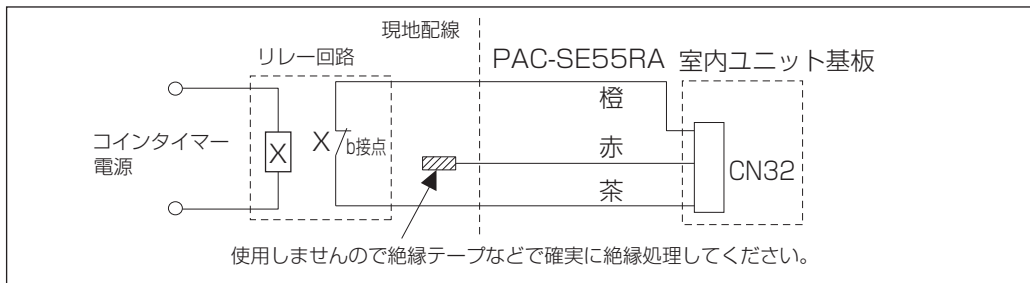 現地配線
リレー回路
PAC-SE55RA 室内ユニット基板
橙
コインタイマー
電源
X
X
b接点
赤
CN32
茶
使用しませんので絶縁テープなどで確実に絶縁処理してください。